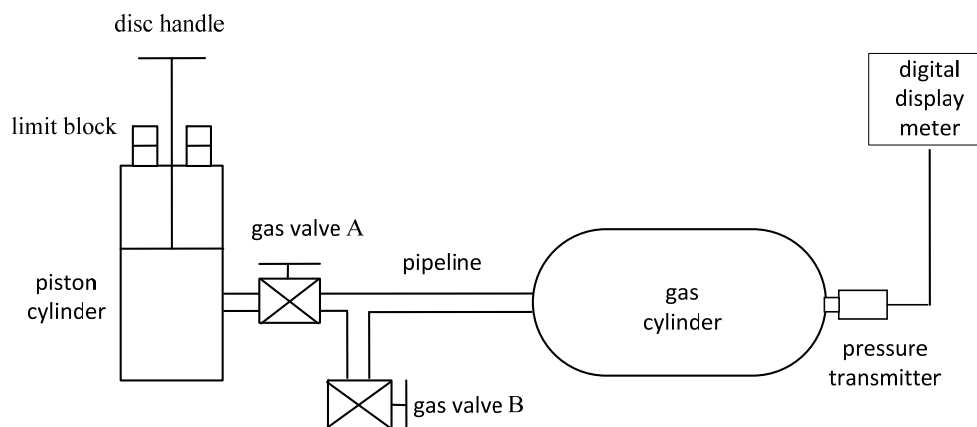 disc handle
limit block
piston
cylinder
gas valve A
pipeline
gas valve B
gas
cylinder
pressure
transmitter
digital
display
meter